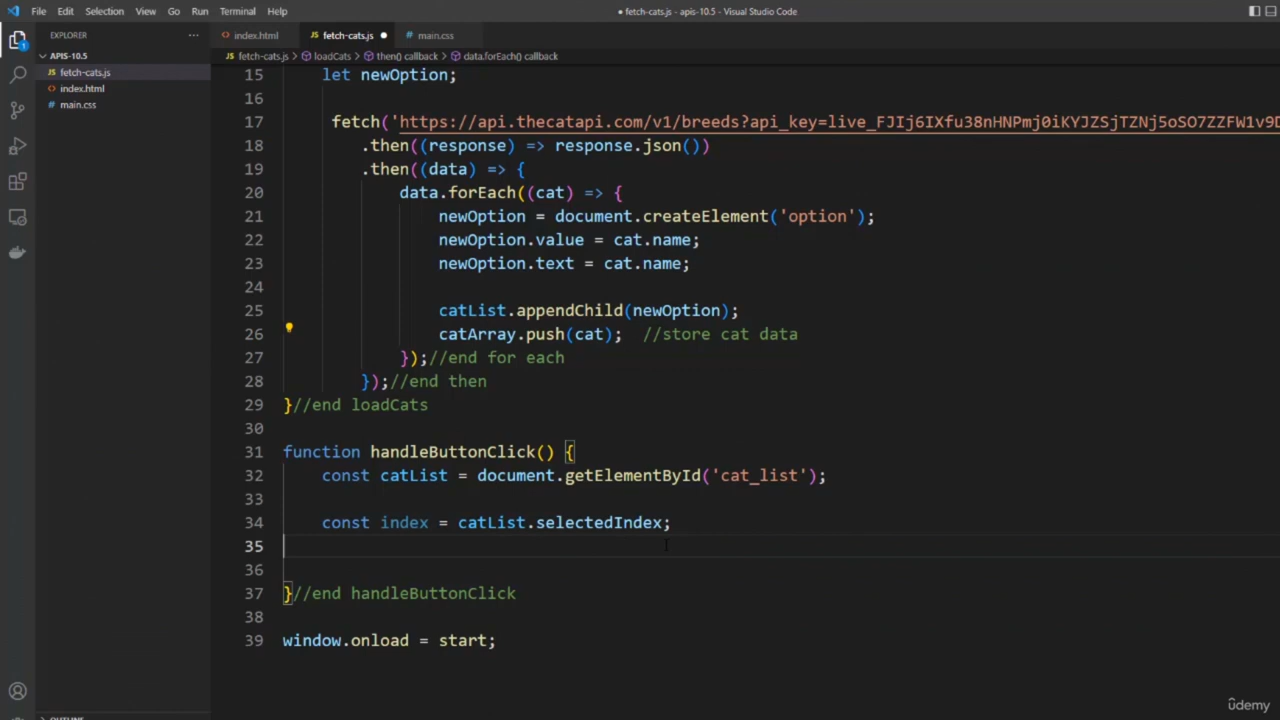 File Edit Selection View Go Run Terminal Help
● fetch-cats.js - apis-10.5 - Visual Studio Code
EXPLORER
index.html
JS fetch-cats.js
# main.css
APIS-10.5
JS fetch-cats.js > loadCats > then() callback > data.forEach() callback
JS fetch-cats.js
index.html
# main.css
1
15 let newOption;
16
17 fetch('https://api.thecatapi.com/v1/breeds?api_key=live_FJIj6IXfu38nHNPmj0iKYJZSjTZNj5oSO7ZZFW1v9D
18 .then((response) => response.json())
19 .then((data) => {
20 data.forEach((cat) => {
21 newOption = document.createElement('option');
22 newOption.value = cat.name;
23 newOption.text = cat.name;
24
25 catList.appendChild(newOption);
26 catArray.push(cat); //store cat data
27 });//end for each
28 });//end then
29 }//end loadCats
30
31 function handleButtonClick() {
32 const catList = document.getElementById('cat_list');
33
34 const index = catList.selectedIndex;
35
36
37 }//end handleButtonClick
38
39 window.onload = start;
OUTLINE
ûdemy